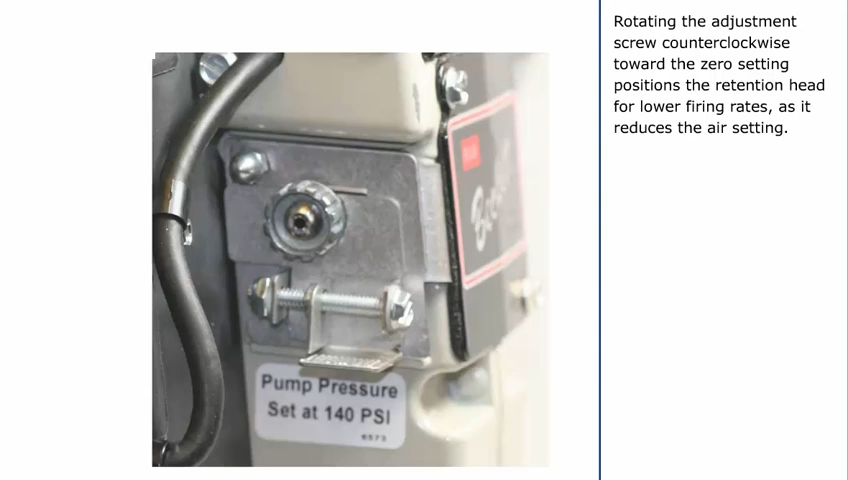 Rotating the adjustment
screw counterclockwise
toward the zero setting
positions the retention head
for lower firing rates, as it
reduces the air setting.
Pump Pressure
Set at 140 PSI